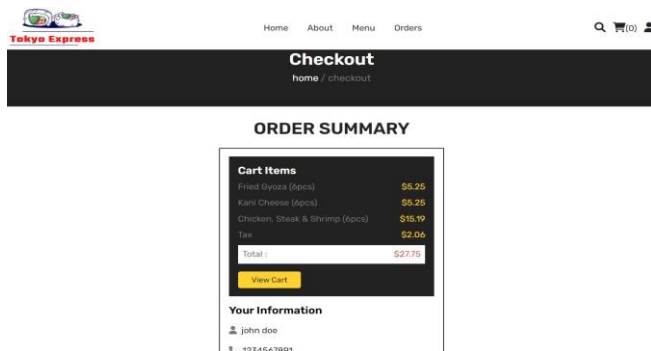 Tokyo Express
Home About Menu Orders
(0)
Checkout
home / checkout
ORDER SUMMARY
Cart Items
Fried Gyoza (6pcs) $5.25
Kani Cheese (6pcs) $5.25
Chicken, Steak & Shrimp (6pcs) $15.19
Tax $2.06
Total : $27.75
View Cart
Your Information
john doe
1234567891